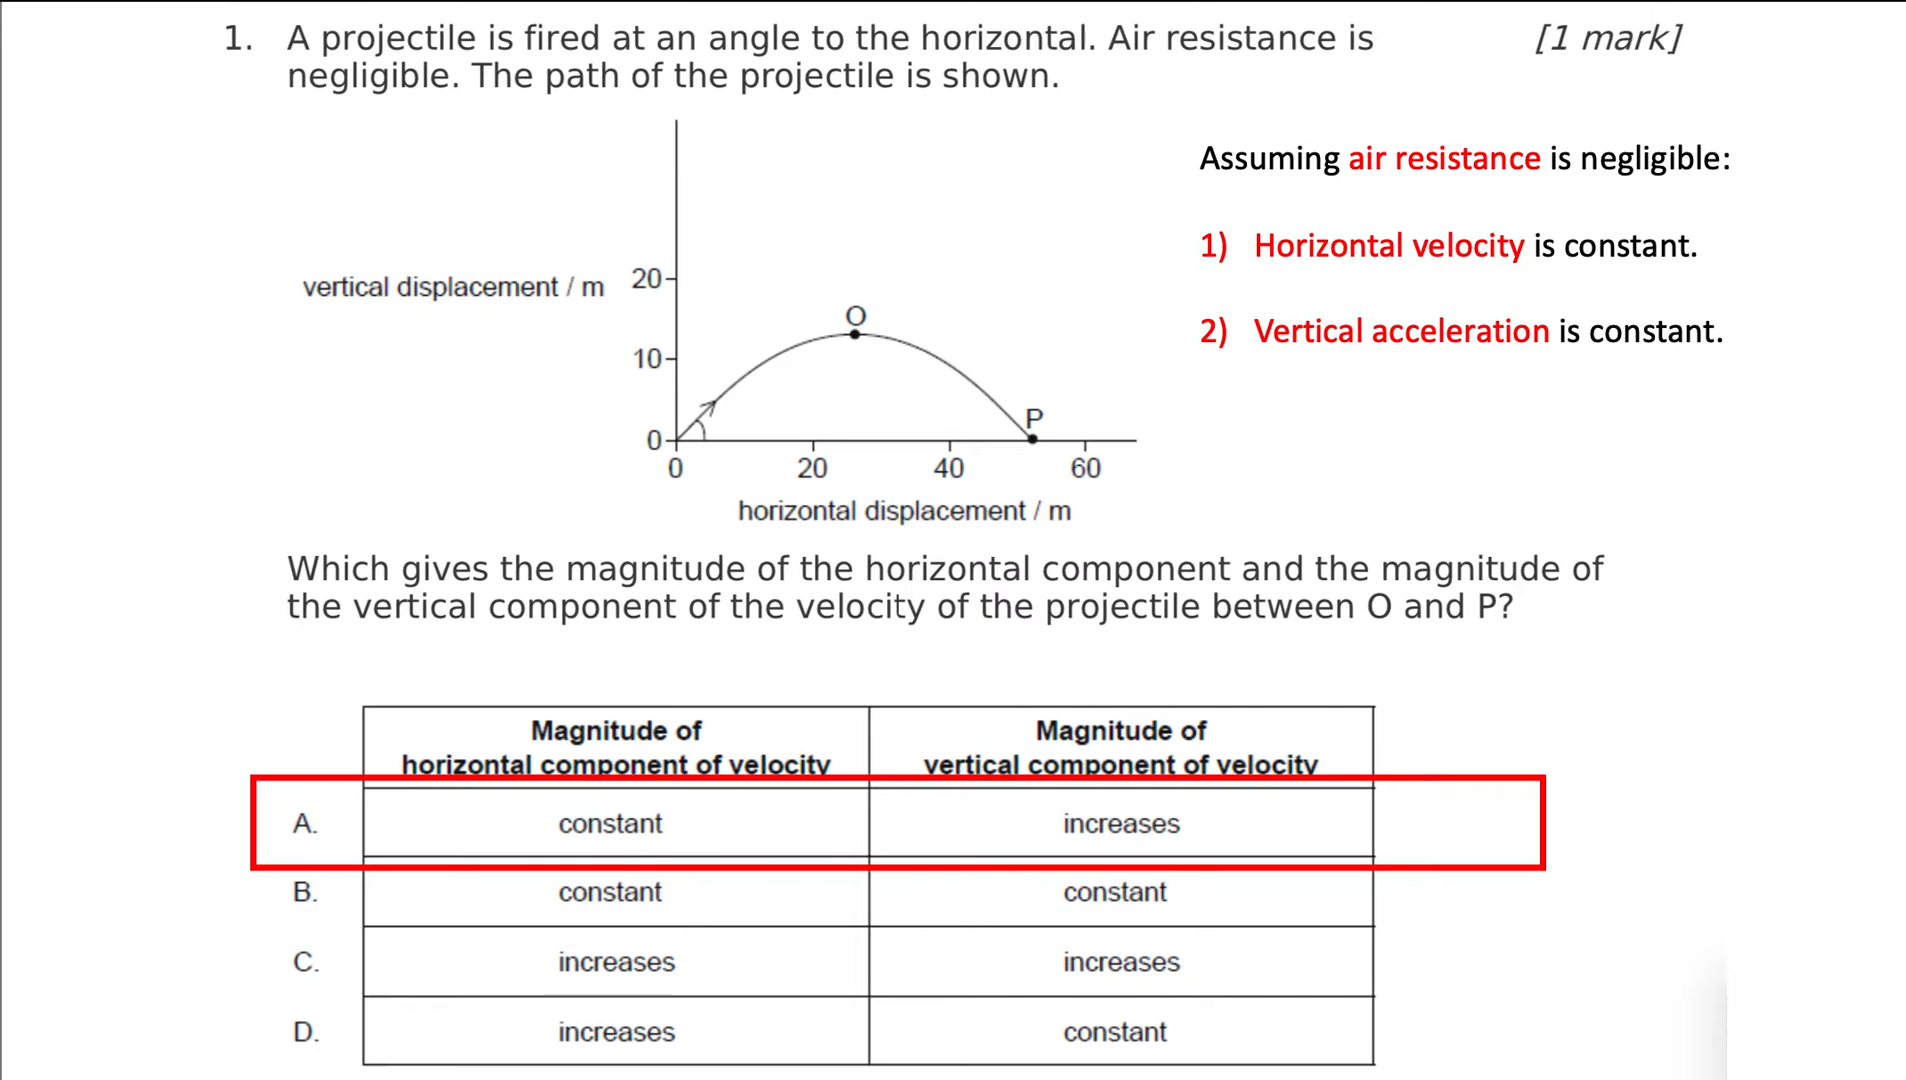 1. A projectile is fired at an angle to the horizontal. Air resistance is [1 mark]
negligible. The path of the projectile is shown.
Assuming air resistance is negligible:
1) Horizontal velocity is constant.
2) Vertical acceleration is constant.
vertical displacement / m
20
10
0
O
P
0 20 40 60
horizontal displacement / m
Which gives the magnitude of the horizontal component and the magnitude of
the vertical component of the velocity of the projectile between O and P?
Magnitude of Magnitude of
horizontal component of velocity vertical component of velocity
A. constant increases
B. constant constant
C. increases increases
D. increases constant